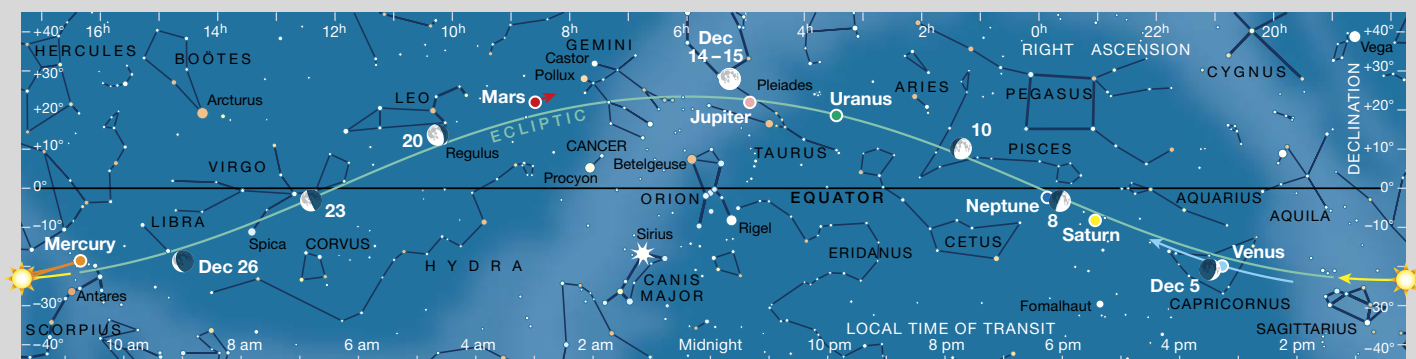 +40° 16h 14h 12h 10h 8h 6h 4h 2h 0h 22h 20h +40°
HERCULES BOÖTES GEMINI Dec RIGHT ASCENSION Vega
Castor 14–15
+30° Pollux Pleiades ARIES CYGNUS +30°
Arcturus LEO Mars Jupiter Uranus PEGASUS
+20° ECLIPTIC +20°
+10° VIRGO 20 Regulus CANCER Betelgeuse TAURUS 10 PISCES DECLINATION +10°
Procyon
0° ORION EQUATOR Neptune AQUARIUS 0°
LIBRA 23 Rigel 8 AQUILA
–10° Spica CORVUS Sirius Saturn –10°
Mercury HYDRA ERIDANUS CETUS Venus
Dec 26 CANIS Dec 5
Antares MAJOR Fomalhaut CAPRICORNUS
–30° –30°
SCORPIUS LOCAL TIME OF TRANSIT SAGITTARIUS
–40° 10 am 8 am 6 am 4 am 2 am Midnight 10 pm 8 pm 6 pm 4 pm 2 pm –40°